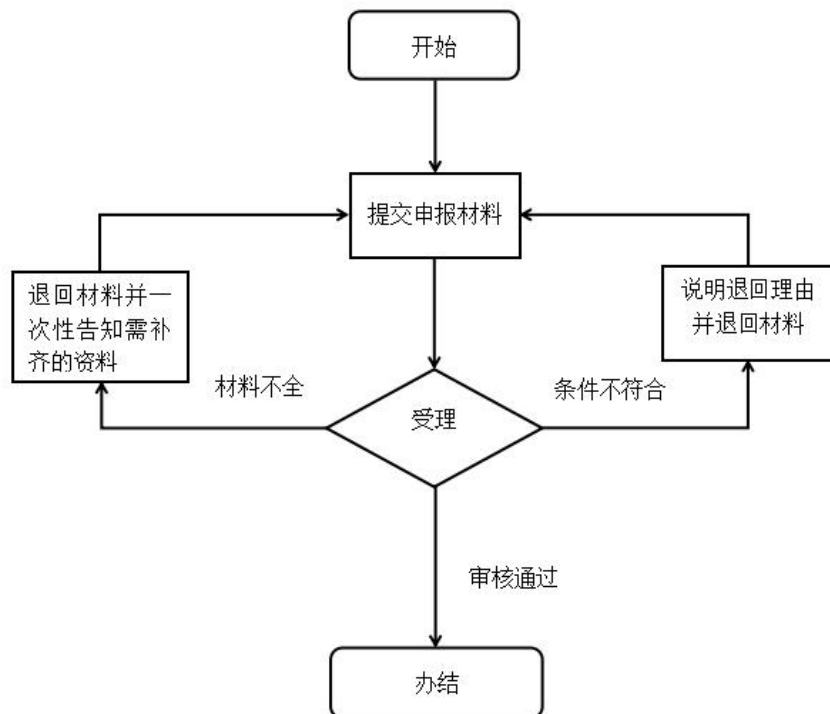 开始
提交申报材料
退回材料并一
次性告知需补
齐的资料
说明退回理由
并退回材料
材料不全
条件不符合
受理
审核通过
办结